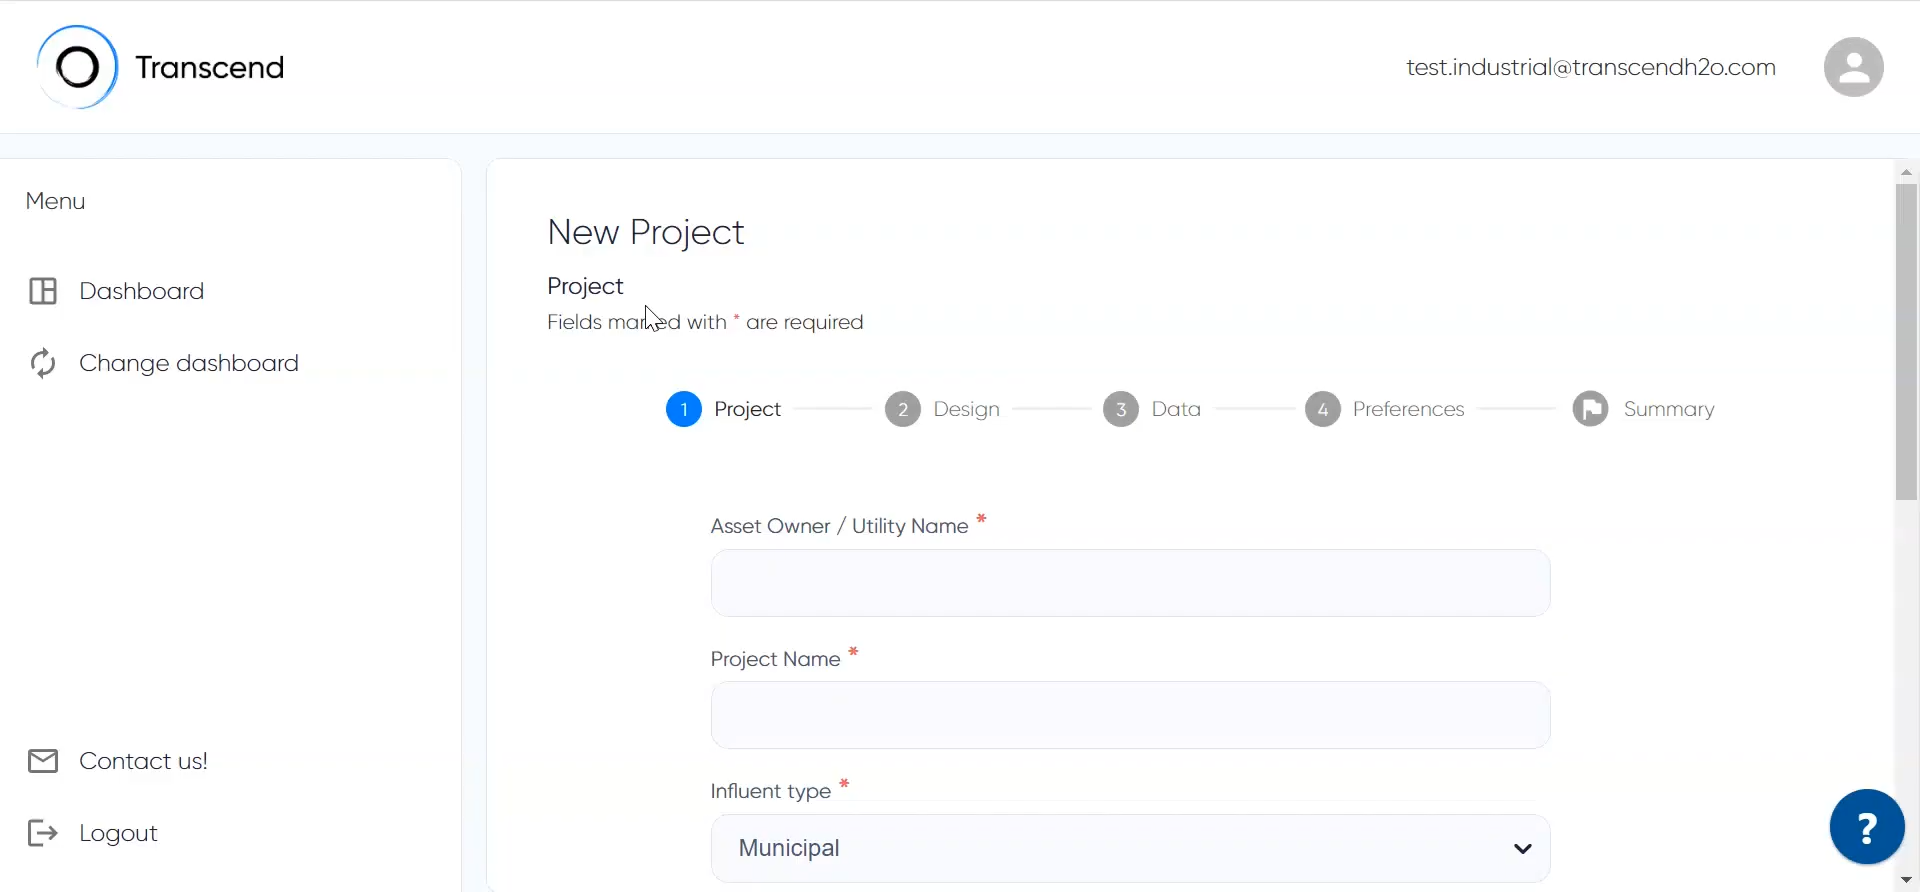 Transcend
test.industrial@transcendh2o.com
Menu
Dashboard
Change dashboard
Contact us!
Logout
New Project
Project
Fields marked with * are required
1 Project
2 Design
3 Data
4 Preferences
Summary
Asset Owner / Utility Name *
Project Name *
Influent type *
Municipal
?